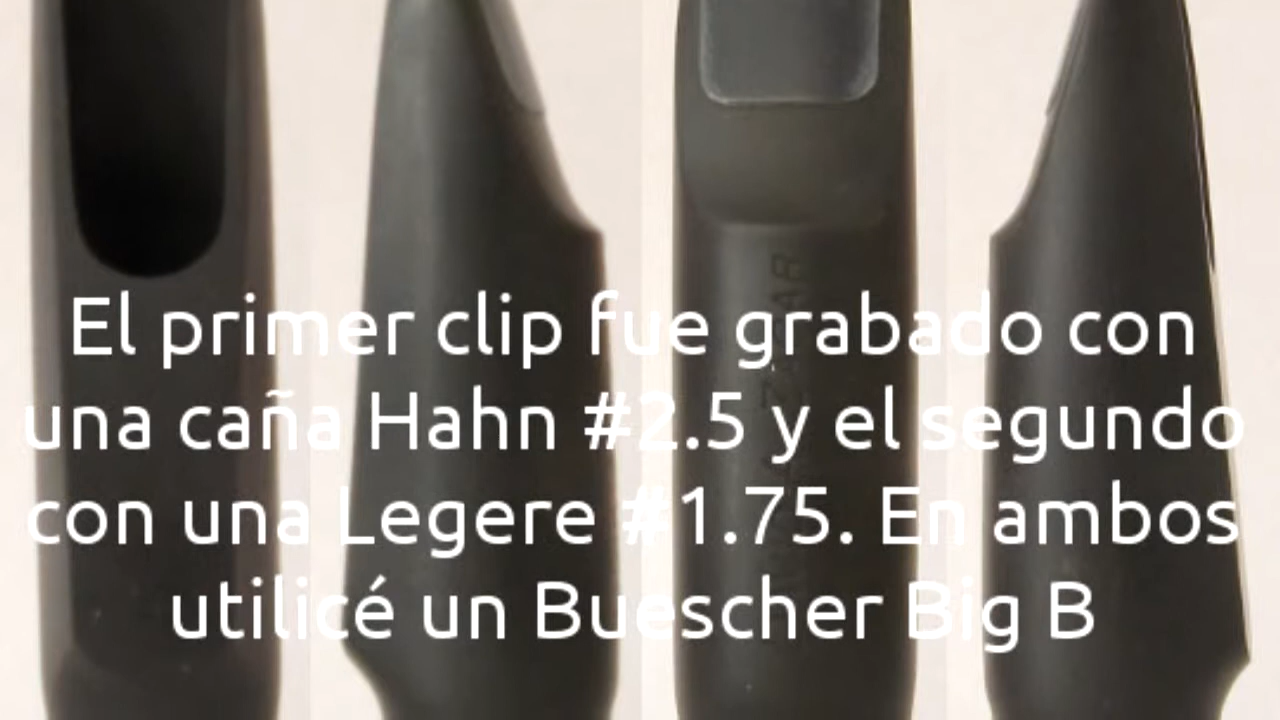 El primer clip fue grabado con
una caña Hahn #2.5 y el segundo
con una Legere #1.75. En ambos
utilicé un Buescher Big B